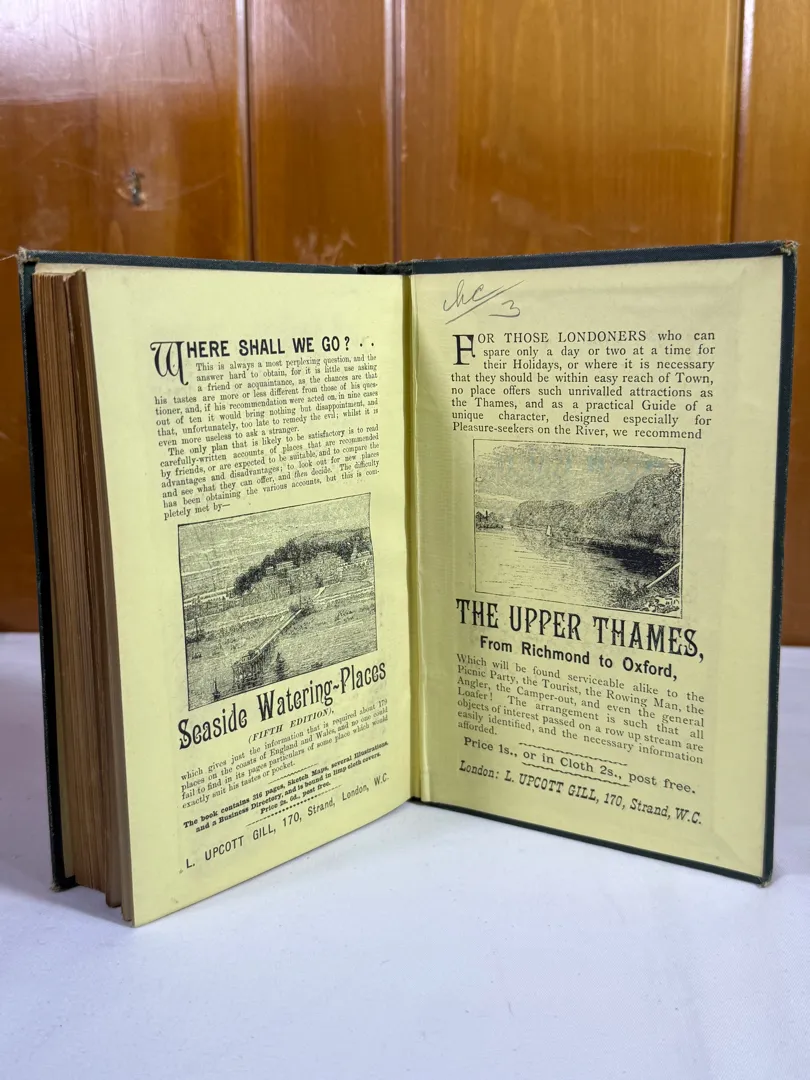 WHERE SHALL WE GO? . .
This is always a most perplexing question, and the
answer hard to obtain, for it is little use asking
a friend or acquaintance, as the chances are that
his tastes are more or less different from those of his ques-
tioner, and, if his recommendation were acted on, in nine cases
out of ten it would bring nothing but disappointment, and
that, unfortunately, too late to remedy the evil; whilst it is
even more useless to ask a stranger.
The only plan that is likely to be satisfactory is to read
carefully-written accounts of places that are recommended
by friends, or are expected to be suitable, and to compare the
advantages and disadvantages; to look out for new places
and see what they can offer, and then decide. The difficulty
has been obtaining the various accounts, but this is com-
pletely met by—
Seaside Watering-Places
(FIFTH EDITION),
which gives just the information that is required about 179
places on the coasts of England and Wales, and no one could
fail to find in its pages particulars of some place which would
exactly suit his tastes or pocket.
The book contains 316 pages, Sketch Maps, several Illustrations,
and a Business Directory, and is bound in limp cloth covers.
Price 2s. 6d., post free.
L. UPCOTT GILL, 170, Strand, London, W.C.
3
FOR THOSE LONDONERS who can
spare only a day or two at a time for
their Holidays, or where it is necessary
that they should be within easy reach of Town,
no place offers such unrivalled attractions as
the Thames, and as a practical Guide of a
unique character, designed especially for
Pleasure-seekers on the River, we recommend
THE UPPER THAMES,
From Richmond to Oxford,
Which will be found serviceable alike to the
Picnic Party, the Tourist, the Rowing Man, the
Angler, the Camper-out, and even the general
Loafer! The arrangement is such that all
objects of interest passed on a row up stream are
easily identified, and the necessary information
afforded.
Price 1s., or in Cloth 2s., post free.
London: L. UPCOTT GILL, 170, Strand, W.C.